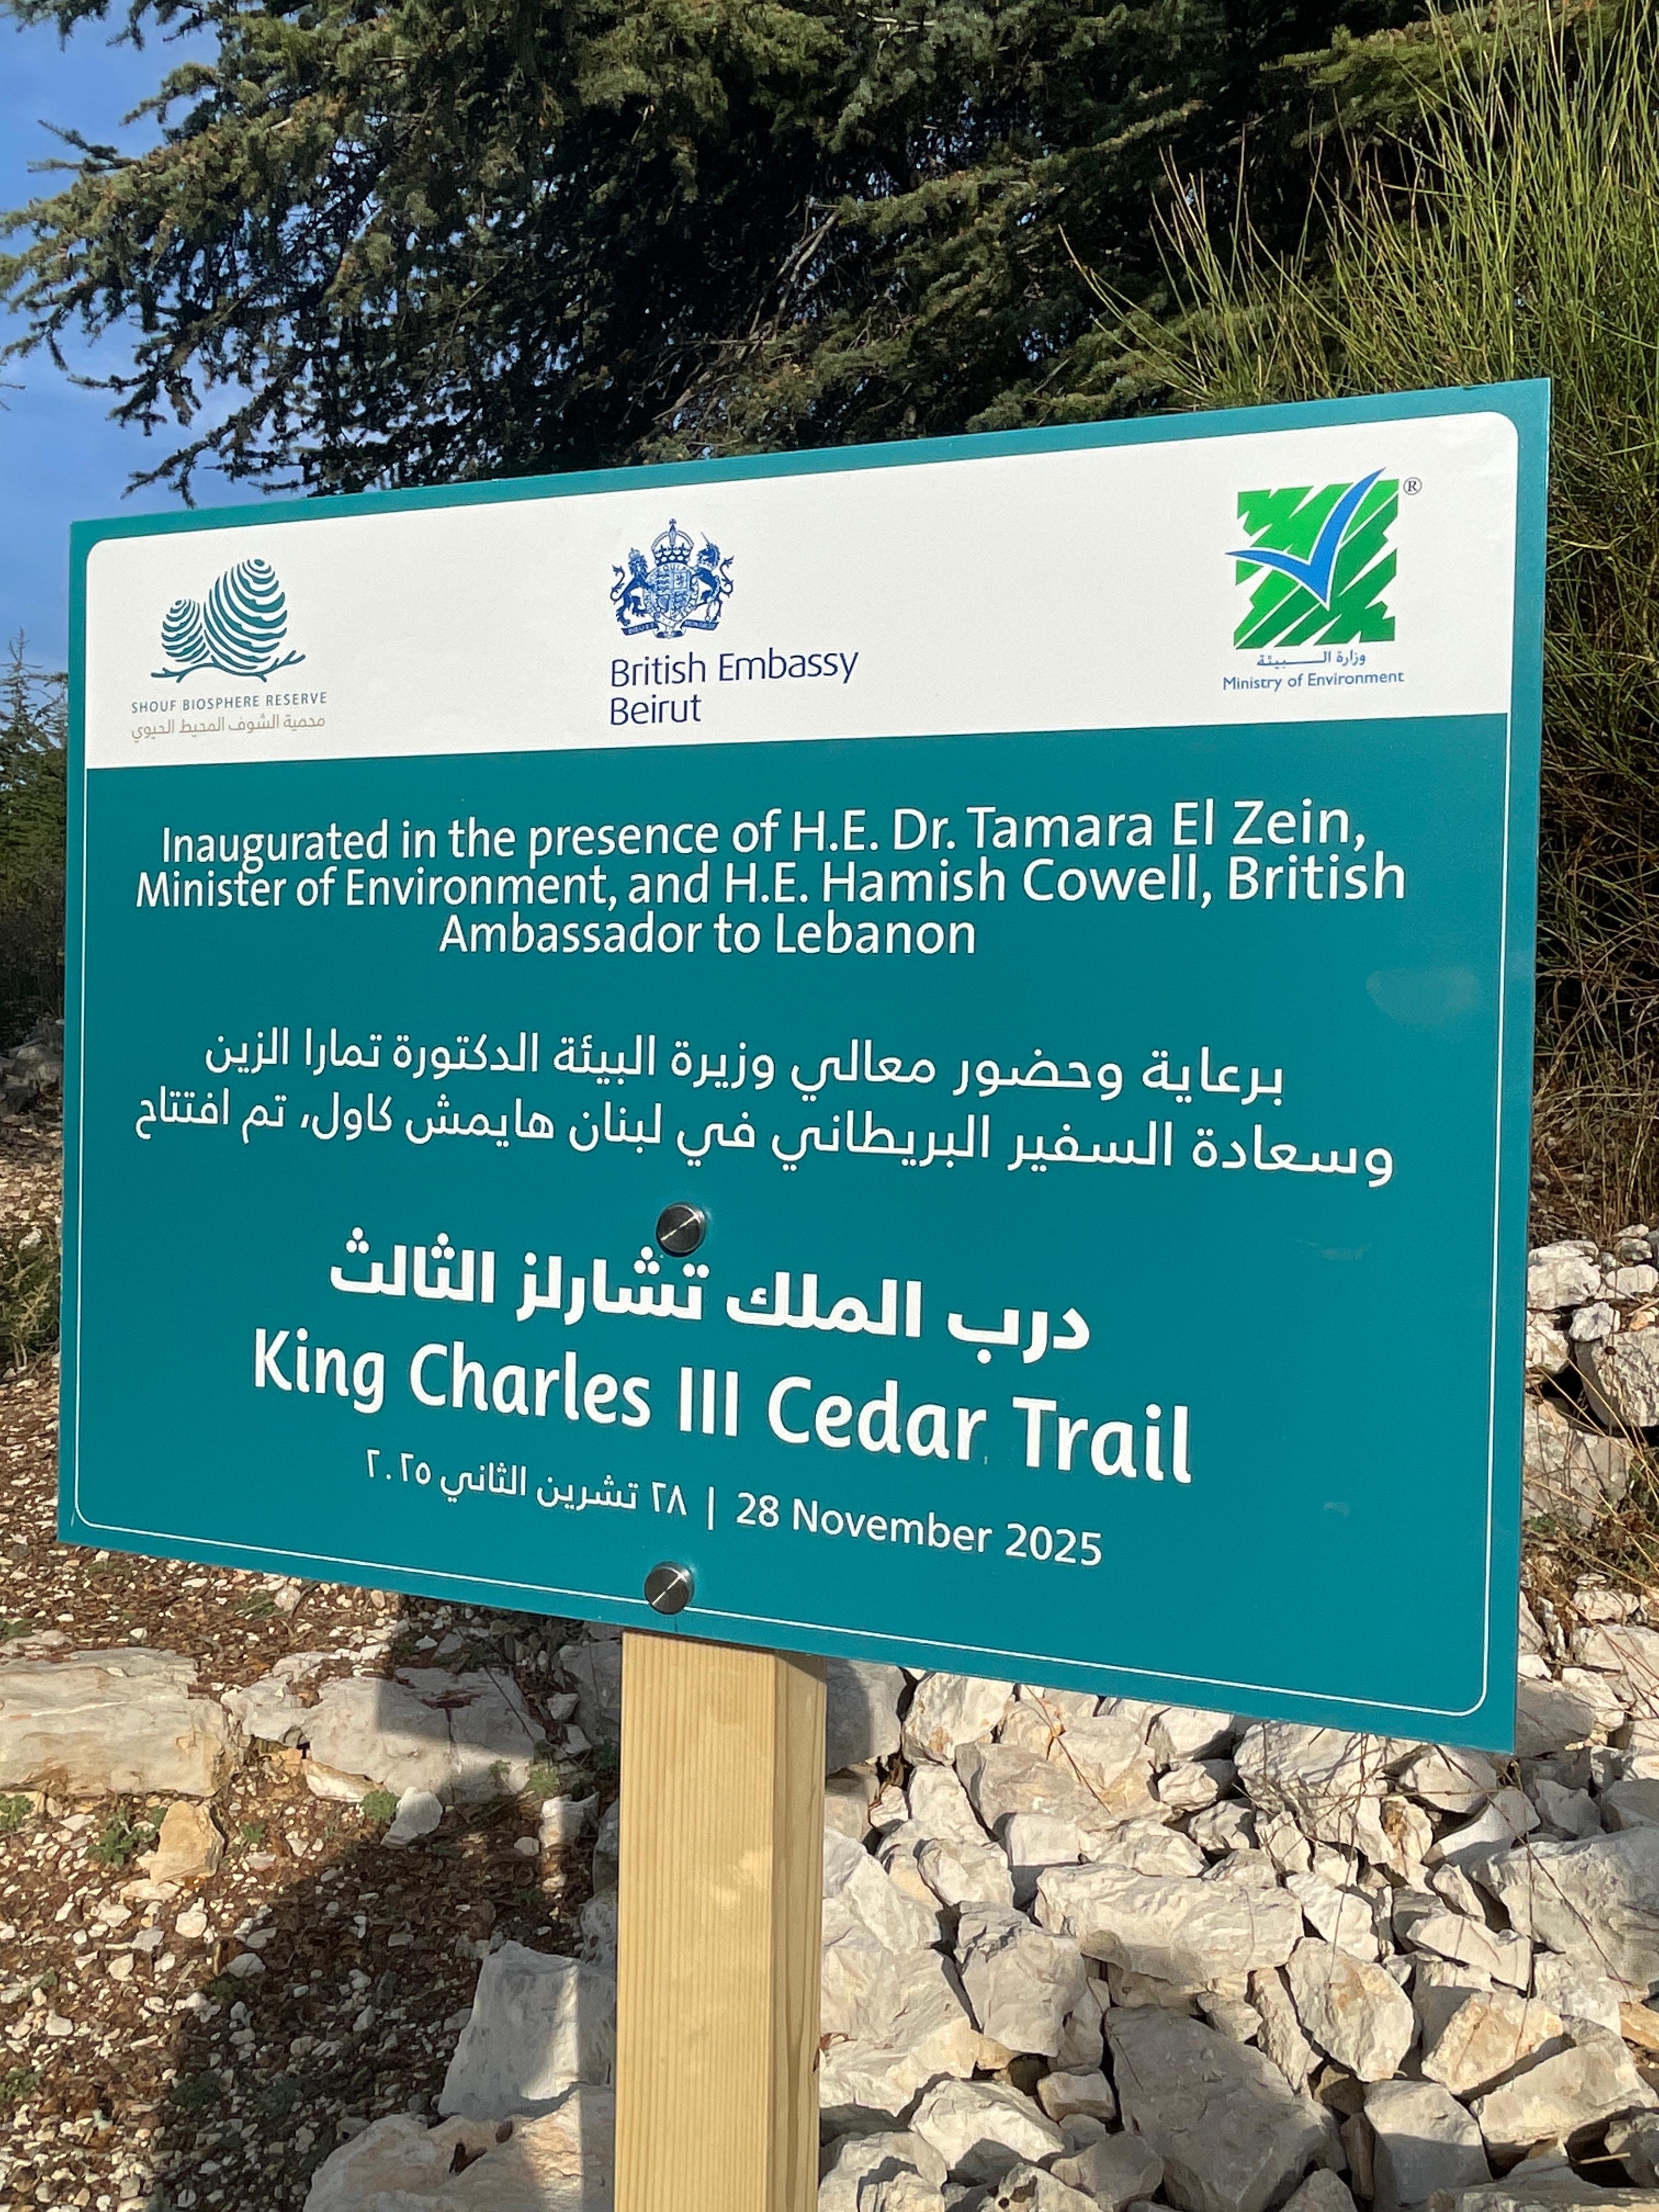 SHOUF BIOSPHERE RESERVE
محمية الشوف المحيط الحيوي
British Embassy
Beirut
®
وزارة البيئة
Ministry of Environment
Inaugurated in the presence of H.E. Dr. Tamara El Zein,
Minister of Environment, and H.E. Hamish Cowell, British
Ambassador to Lebanon
برعاية وحضور معالي وزيرة البيئة الدكتورة تمارا الزين
وسعادة السفير البريطاني في لبنان هايمش كاول، تم افتتاح
درب الملك تشارلز الثالث
King Charles III Cedar Trail
٢٨ تشرين الثاني ٢٠٢٥ | 28 November 2025